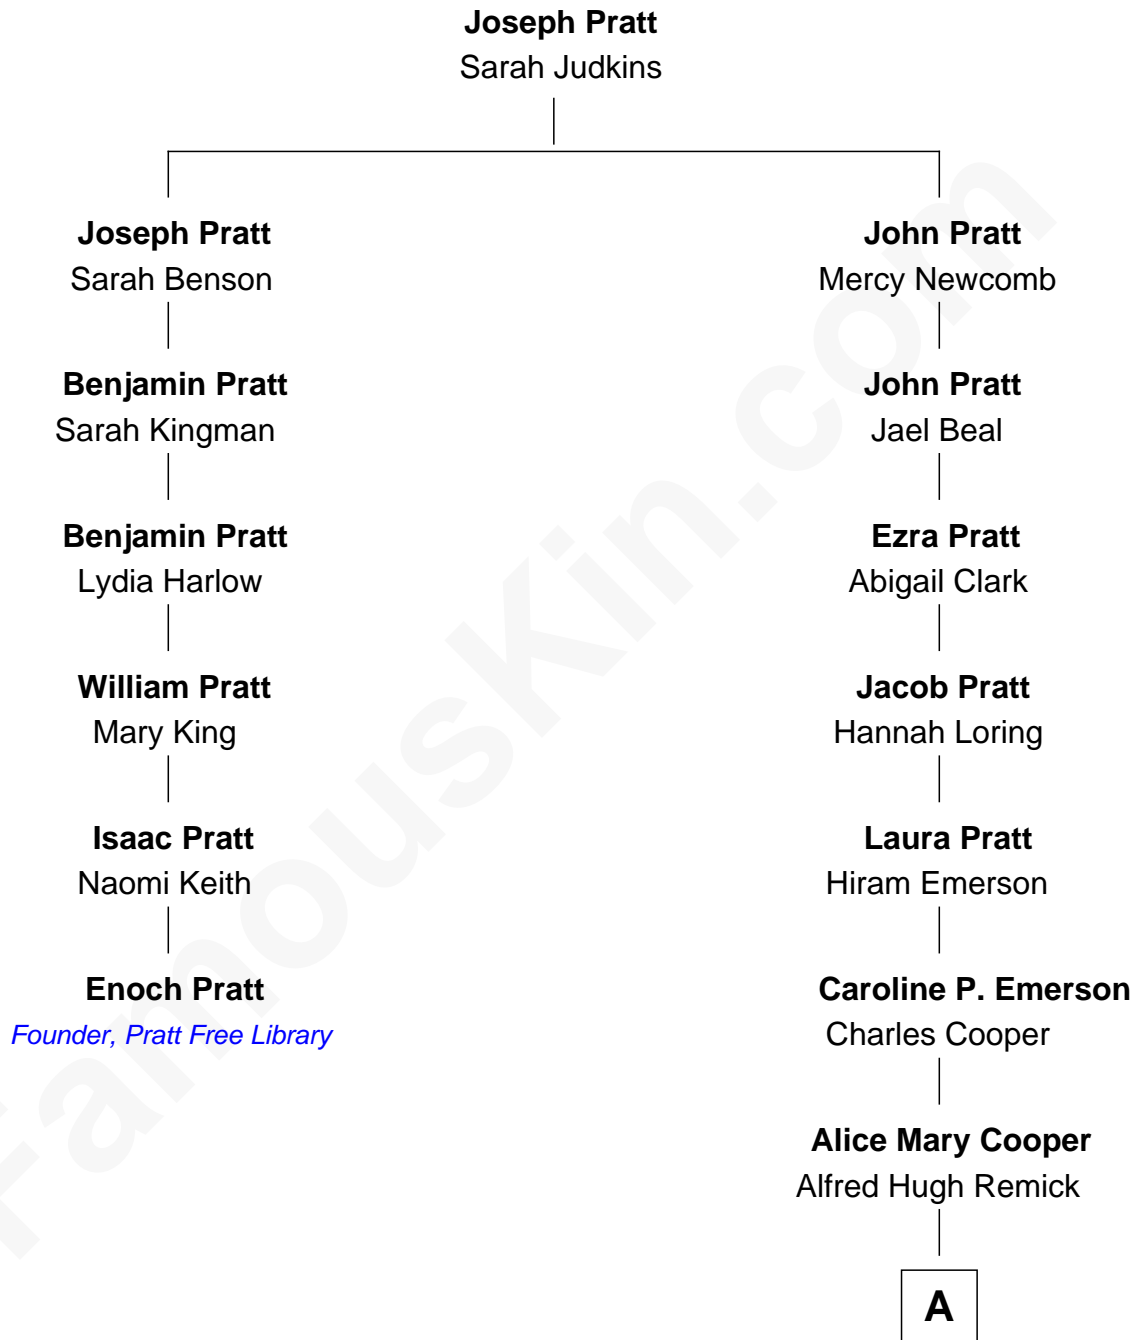 Joseph Pratt
Sarah Judkins
Joseph Pratt
Sarah Benson
Benjamin Pratt
Sarah Kingman
Benjamin Pratt
Lydia Harlow
William Pratt
Mary King
Isaac Pratt
Naomi Keith
Enoch Pratt
Founder, Pratt Free Library
John Pratt
Mercy Newcomb
John Pratt
Jael Beal
Ezra Pratt
Abigail Clark
Jacob Pratt
Hannah Loring
Laura Pratt
Hiram Emerson
Caroline P. Emerson
Charles Cooper
Alice Mary Cooper
Alfred Hugh Remick
A
FamousKin.com